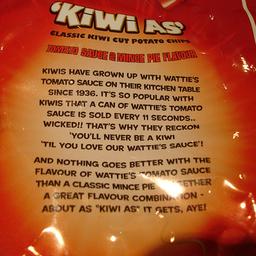 'KIWI AS'
CLASSIC KIWI CUT POTATO CHIPS
TOMATO SAUCE & MINCE PIE FLAVOUR
KIWIS HAVE GROWN UP WITH WATTIE'S
TOMATO SAUCE ON THEIR KITCHEN TABLE
SINCE 1936. IT'S SO POPULAR WITH
KIWIS THAT A CAN OF WATTIE'S TOMATO
SAUCE IS SOLD EVERY 11 SECONDS..
WICKED!! THAT'S WHY THEY RECKON
'YOU'LL NEVER BE A KIWI
'TIL YOU LOVE OUR WATTIE'S SAUCE'!
AND NOTHING GOES BETTER WITH THE
FLAVOUR OF WATTIE'S TOMATO SAUCE
THAN A CLASSIC MINCE PIE TOGETHER
A GREAT FLAVOUR COMBINATION -
ABOUT AS "KIWI AS" IT GETS, AYE!